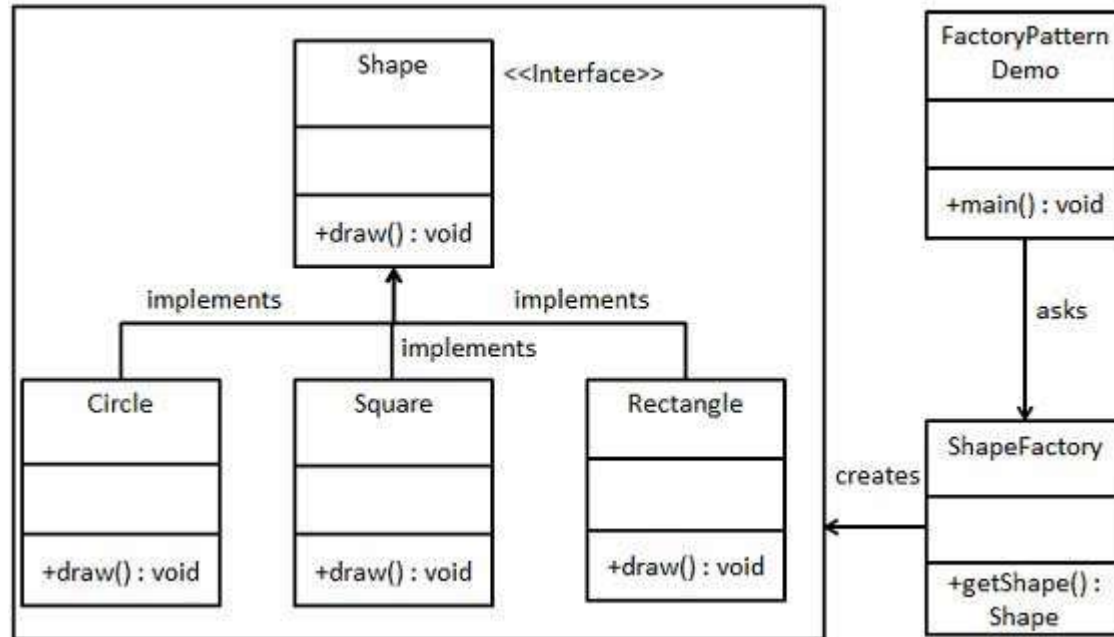 Shape
<<Interface>>
+draw() : void
implements
implements
implements
Circle
+draw() : void
Square
+draw() : void
Rectangle
+draw() : void
FactoryPattern
Demo
+main() : void
asks
ShapeFactory
+getShape() :
Shape
creates